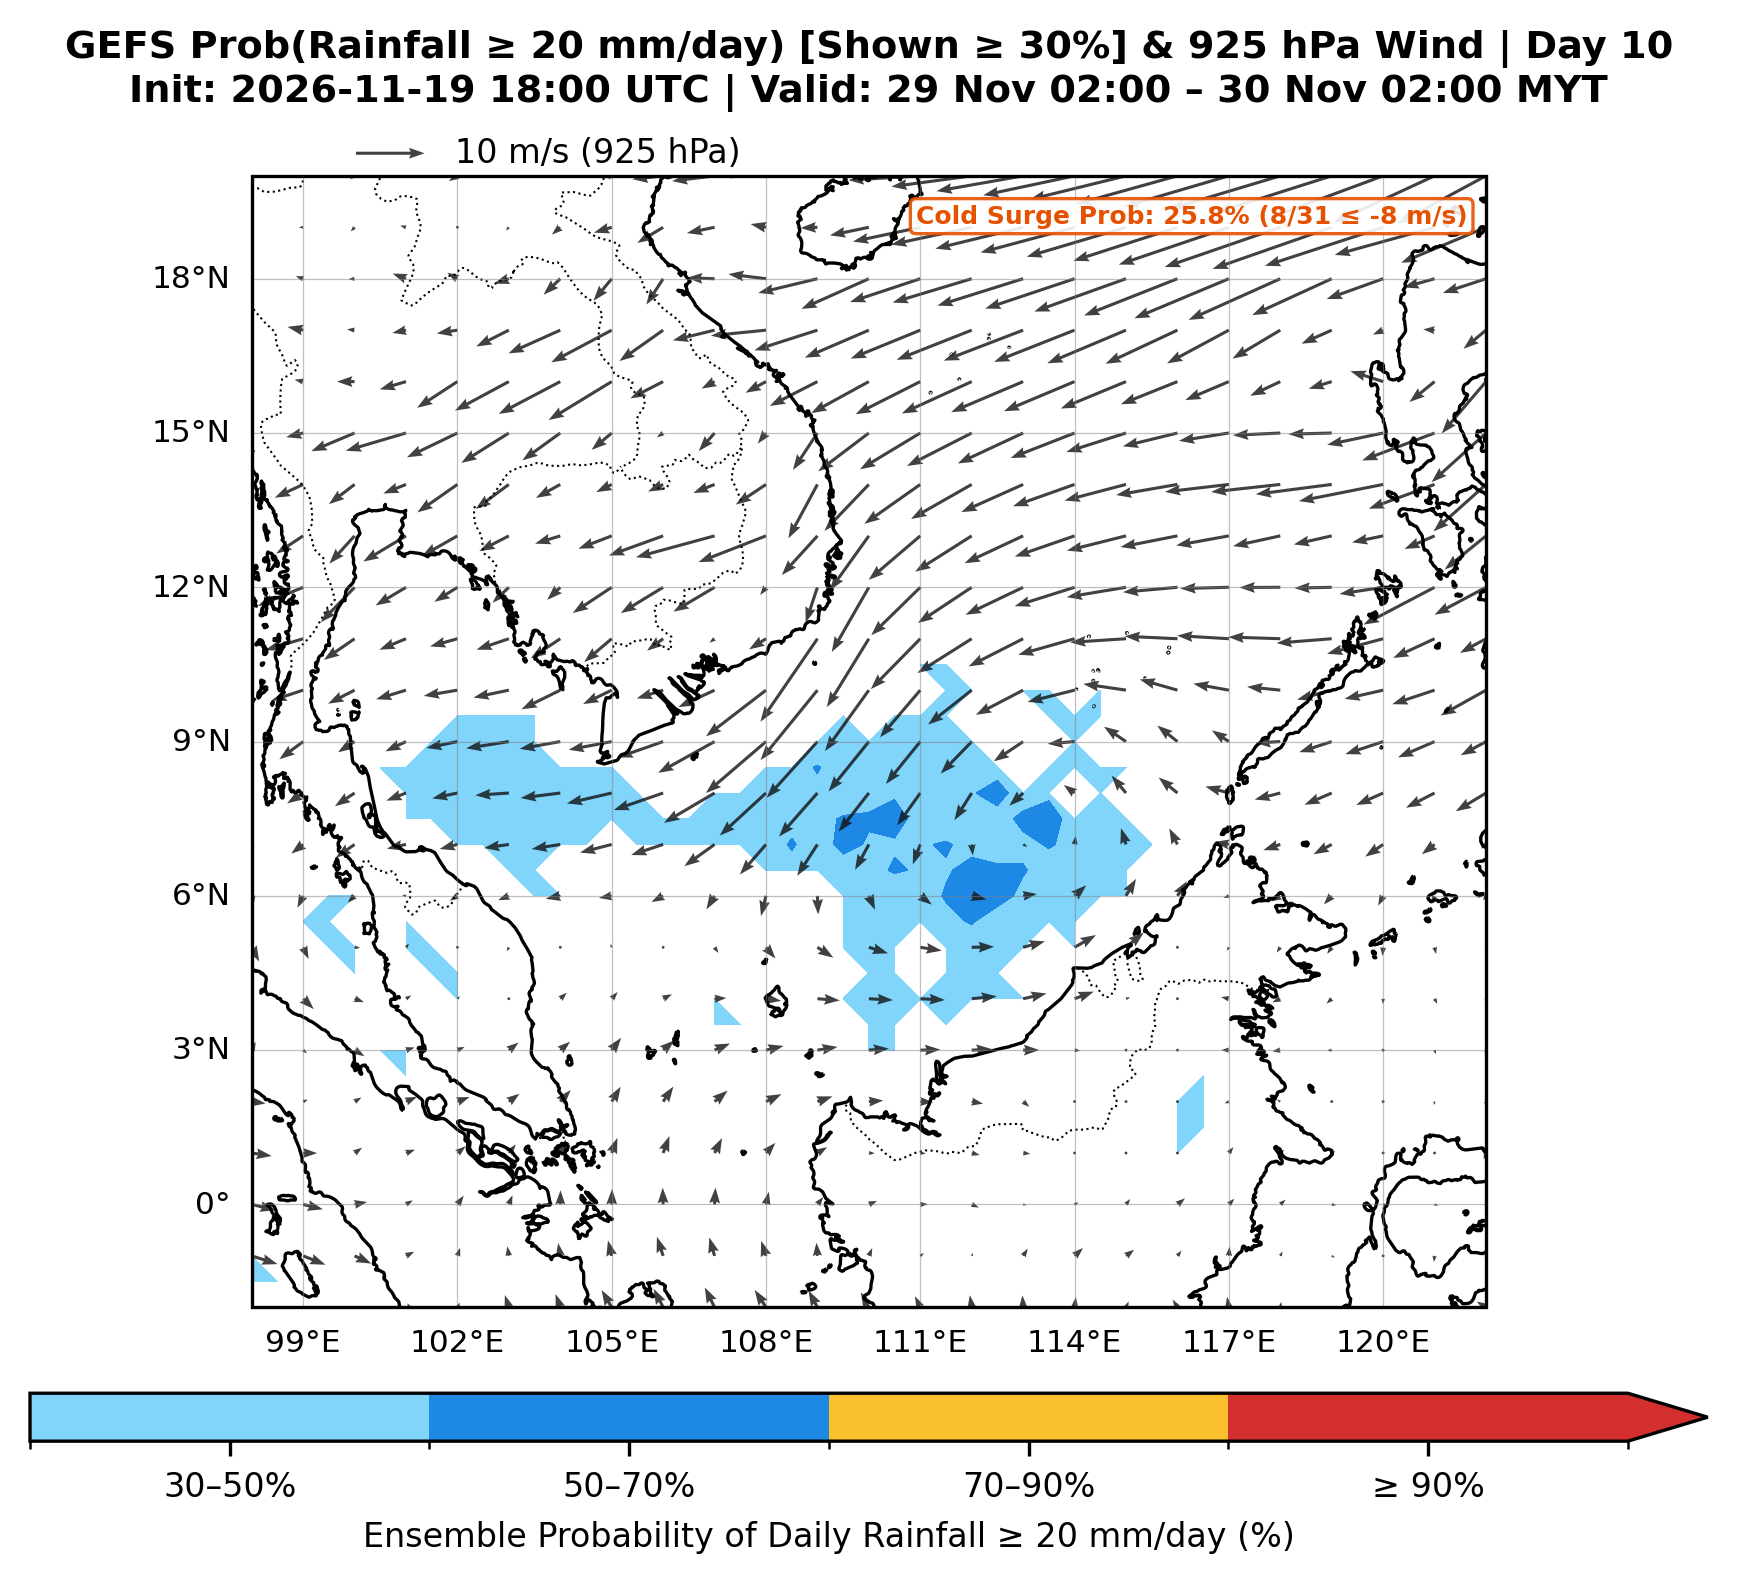 GEFS Prob(Rainfall ≥ 20 mm/day) [Shown ≥ 30%] & 925 hPa Wind | Day 10
Init: 2026-11-19 18:00 UTC | Valid: 29 Nov 02:00 – 30 Nov 02:00 MYT
10 m/s (925 hPa)
Cold Surge Prob: 25.8% (8/31 ≤ -8 m/s)
18°N
15°N
12°N
9°N
6°N
3°N
0°
99°E 102°E 105°E 108°E 111°E 114°E 117°E 120°E
30–50% 50–70% 70–90% ≥ 90%
Ensemble Probability of Daily Rainfall ≥ 20 mm/day (%)